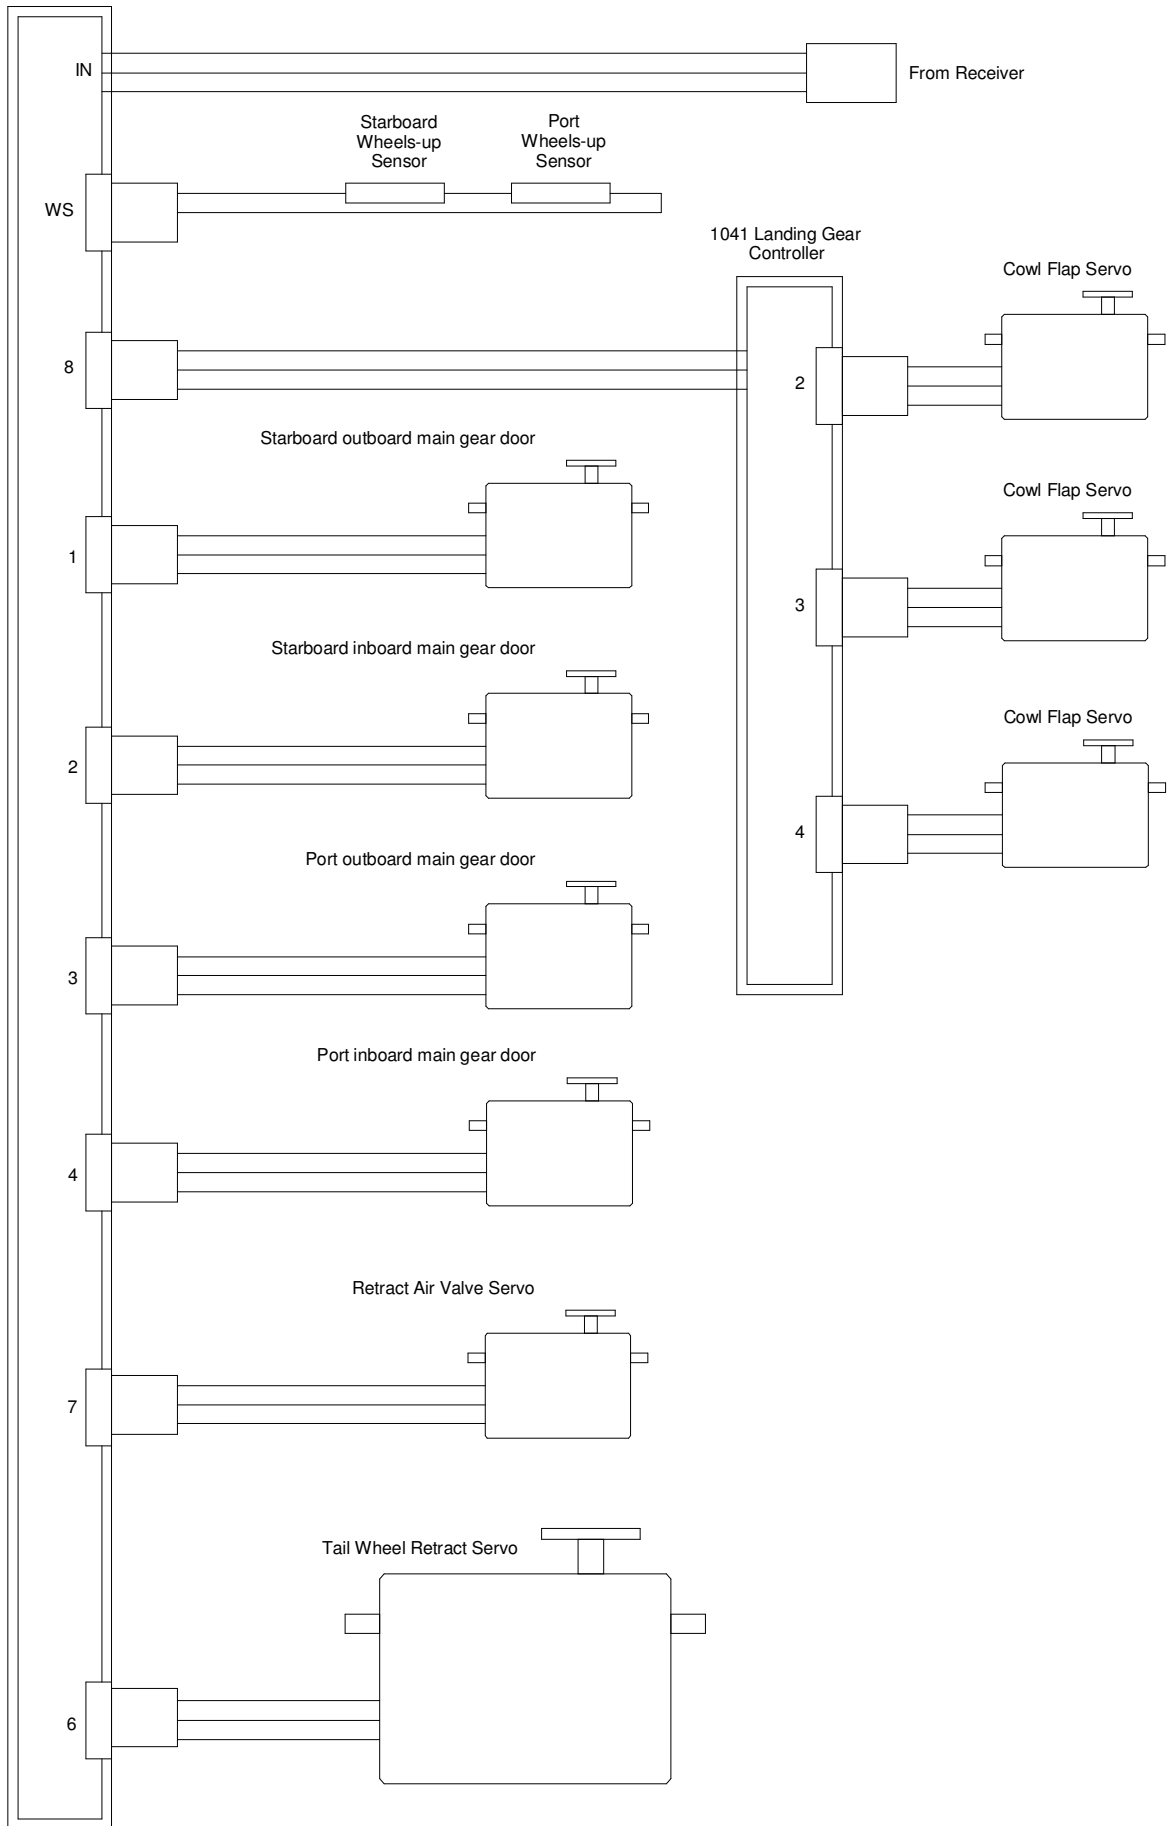 IN
From Receiver
Starboard
Wheels-up
Sensor
Port
Wheels-up
Sensor
WS
1041 Landing Gear
Controller
Cowl Flap Servo
8
2
Starboard outboard main gear door
Cowl Flap Servo
1
3
Starboard inboard main gear door
Cowl Flap Servo
2
4
Port outboard main gear door
3
Port inboard main gear door
4
Retract Air Valve Servo
7
Tail Wheel Retract Servo
6